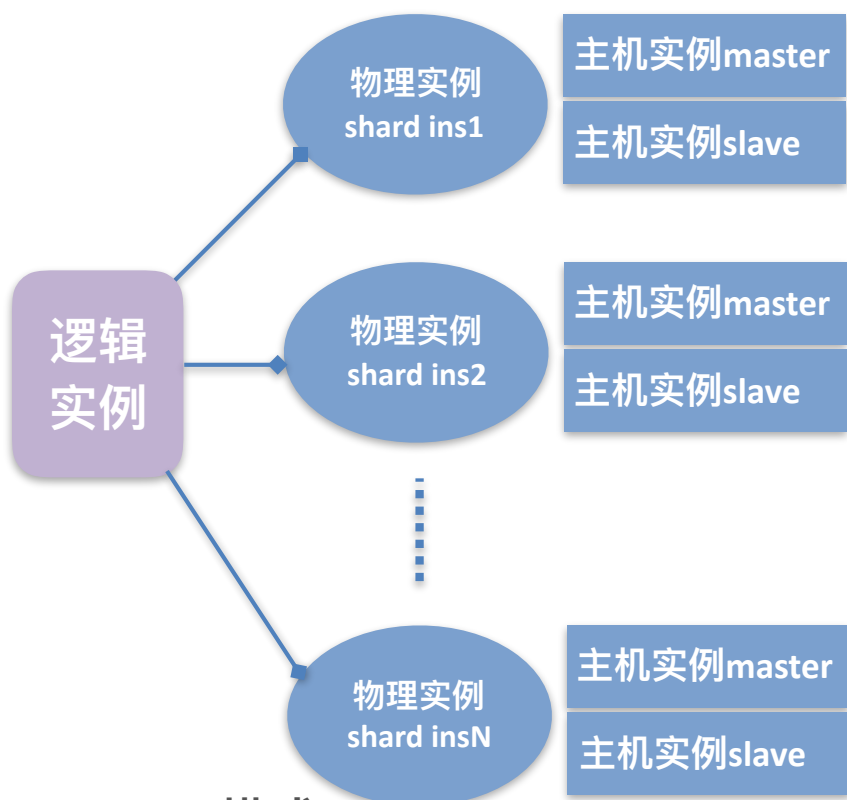 物理实例
shard ins1
主机实例master
主机实例slave
逻辑
实例
物理实例
shard ins2
主机实例master
主机实例slave
物理实例
shard insN
主机实例master
主机实例slave